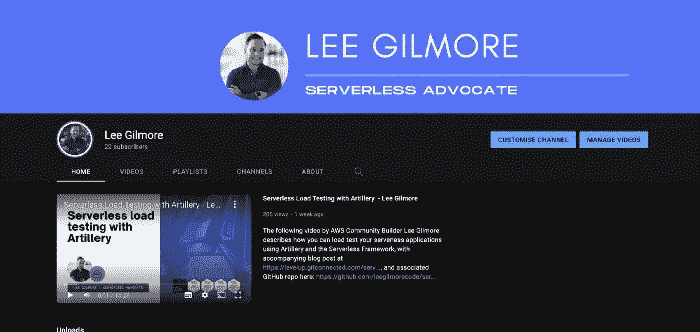 LEE GILMORE
SERVERLESS ADVOCATE
Lee Gilmore
22 subscribers
CUSTOMISE CHANNEL
MANAGE VIDEOS
HOME
VIDEOS
PLAYLISTS
CHANNELS
ABOUT
Serverless Load Testing with Artillery - Le...
Serverless load
testing with
Artillery
Serverless Load Testing with Artillery - Lee Gilmore
205 views • 1 week ago
The following video by AWS Community Builder Lee Gilmore
describes how you can load test your serverless applications
using Artillery and the Serverless Framework, with
accompanying blog post at
https://levelup.gitconnected.com/serv..., and associated
GitHub repo here: https://github.com/leegilmorecode/ser...
Uploads